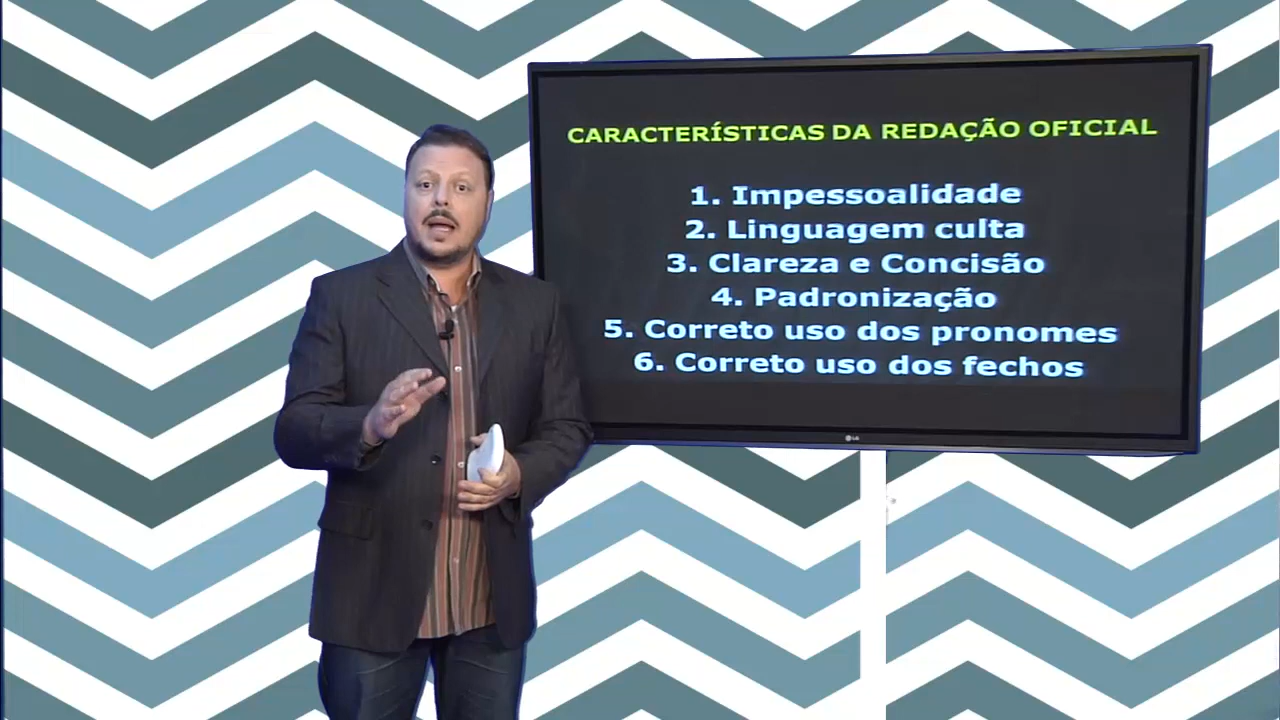 CARACTERÍSTICAS DA REDAÇÃO OFICIAL
1. Impessoalidade
2. Linguagem culta
3. Clareza e Concisão
4. Padronização
5. Correto uso dos pronomes
6. Correto uso dos fechos
LG